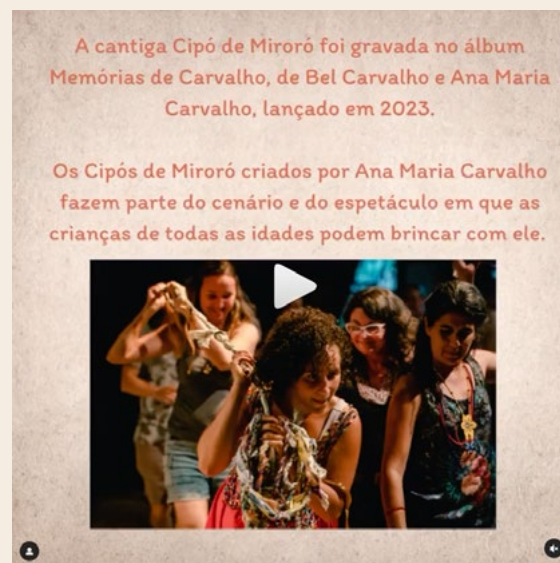 A cantiga Cipó de Miroró foi gravada no álbum
Memórias de Carvalho, de Bel Carvalho e Ana Maria
Carvalho, lançado em 2023.
Os Cipós de Miroró criados por Ana Maria Carvalho
fazem parte do cenário e do espetáculo em que as
crianças de todas as idades podem brincar com ele.